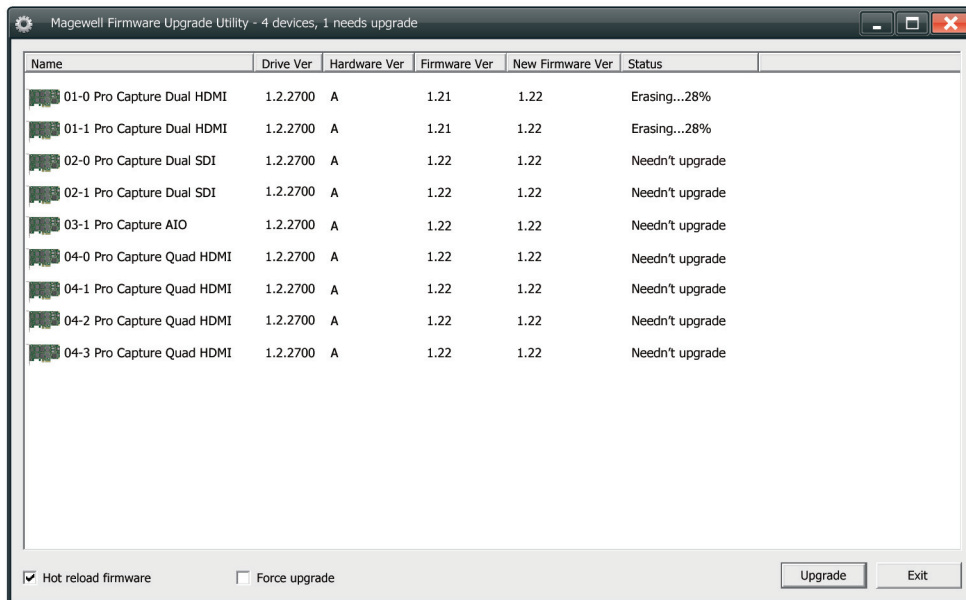 Magewell Firmware Upgrade Utility - 4 devices, 1 needs upgrade
Name Drive Ver Hardware Ver Firmware Ver New Firmware Ver Status
01-0 Pro Capture Dual HDMI 1.2.2700 A 1.21 1.22 Erasing...28%
01-1 Pro Capture Dual HDMI 1.2.2700 A 1.21 1.22 Erasing...28%
02-0 Pro Capture Dual SDI 1.2.2700 A 1.22 1.22 Needn't upgrade
02-1 Pro Capture Dual SDI 1.2.2700 A 1.22 1.22 Needn't upgrade
03-1 Pro Capture AIO 1.2.2700 A 1.22 1.22 Needn't upgrade
04-0 Pro Capture Quad HDMI 1.2.2700 A 1.22 1.22 Needn't upgrade
04-1 Pro Capture Quad HDMI 1.2.2700 A 1.22 1.22 Needn't upgrade
04-2 Pro Capture Quad HDMI 1.2.2700 A 1.22 1.22 Needn't upgrade
04-3 Pro Capture Quad HDMI 1.2.2700 A 1.22 1.22 Needn't upgrade
Hot reload firmware Force upgrade Upgrade Exit